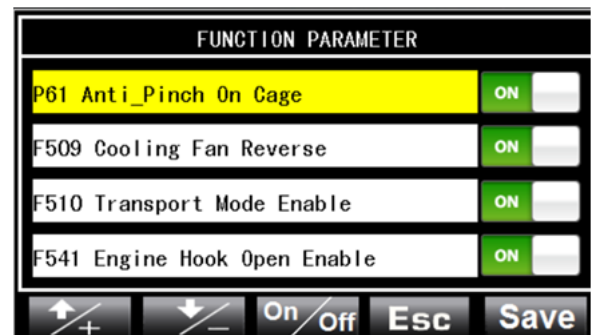 FUNCTION PARAMETER
P61 Anti_Pinch On Cage ON
F509 Cooling Fan Reverse ON
F510 Transport Mode Enable ON
F541 Engine Hook Open Enable ON
↑/+ ↓/− On/Off Esc Save